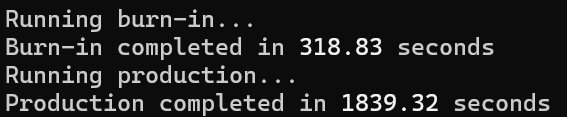 Running burn-in...
Burn-in completed in 318.83 seconds
Running production...
Production completed in 1839.32 seconds